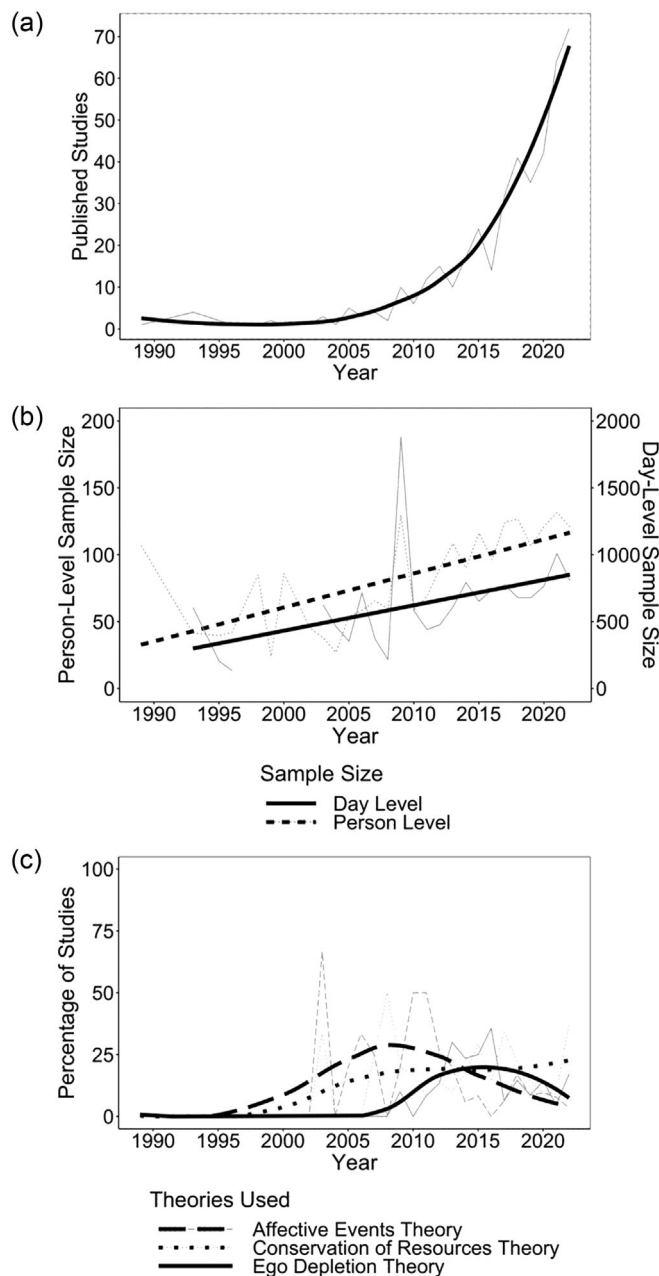 (a)
Published Studies
70
60
50
40
30
20
10
0
1990 1995 2000 2005 2010 2015 2020
Year
(b)
Person-Level Sample Size
200
150
100
50
0
Day-Level Sample Size
2000
1500
1000
500
0
1990 1995 2000 2005 2010 2015 2020
Year
Sample Size
Day Level
Person Level
(c)
Percentage of Studies
100
75
50
25
0
1990 1995 2000 2005 2010 2015 2020
Year
Theories Used
Affective Events Theory
Conservation of Resources Theory
Ego Depletion Theory